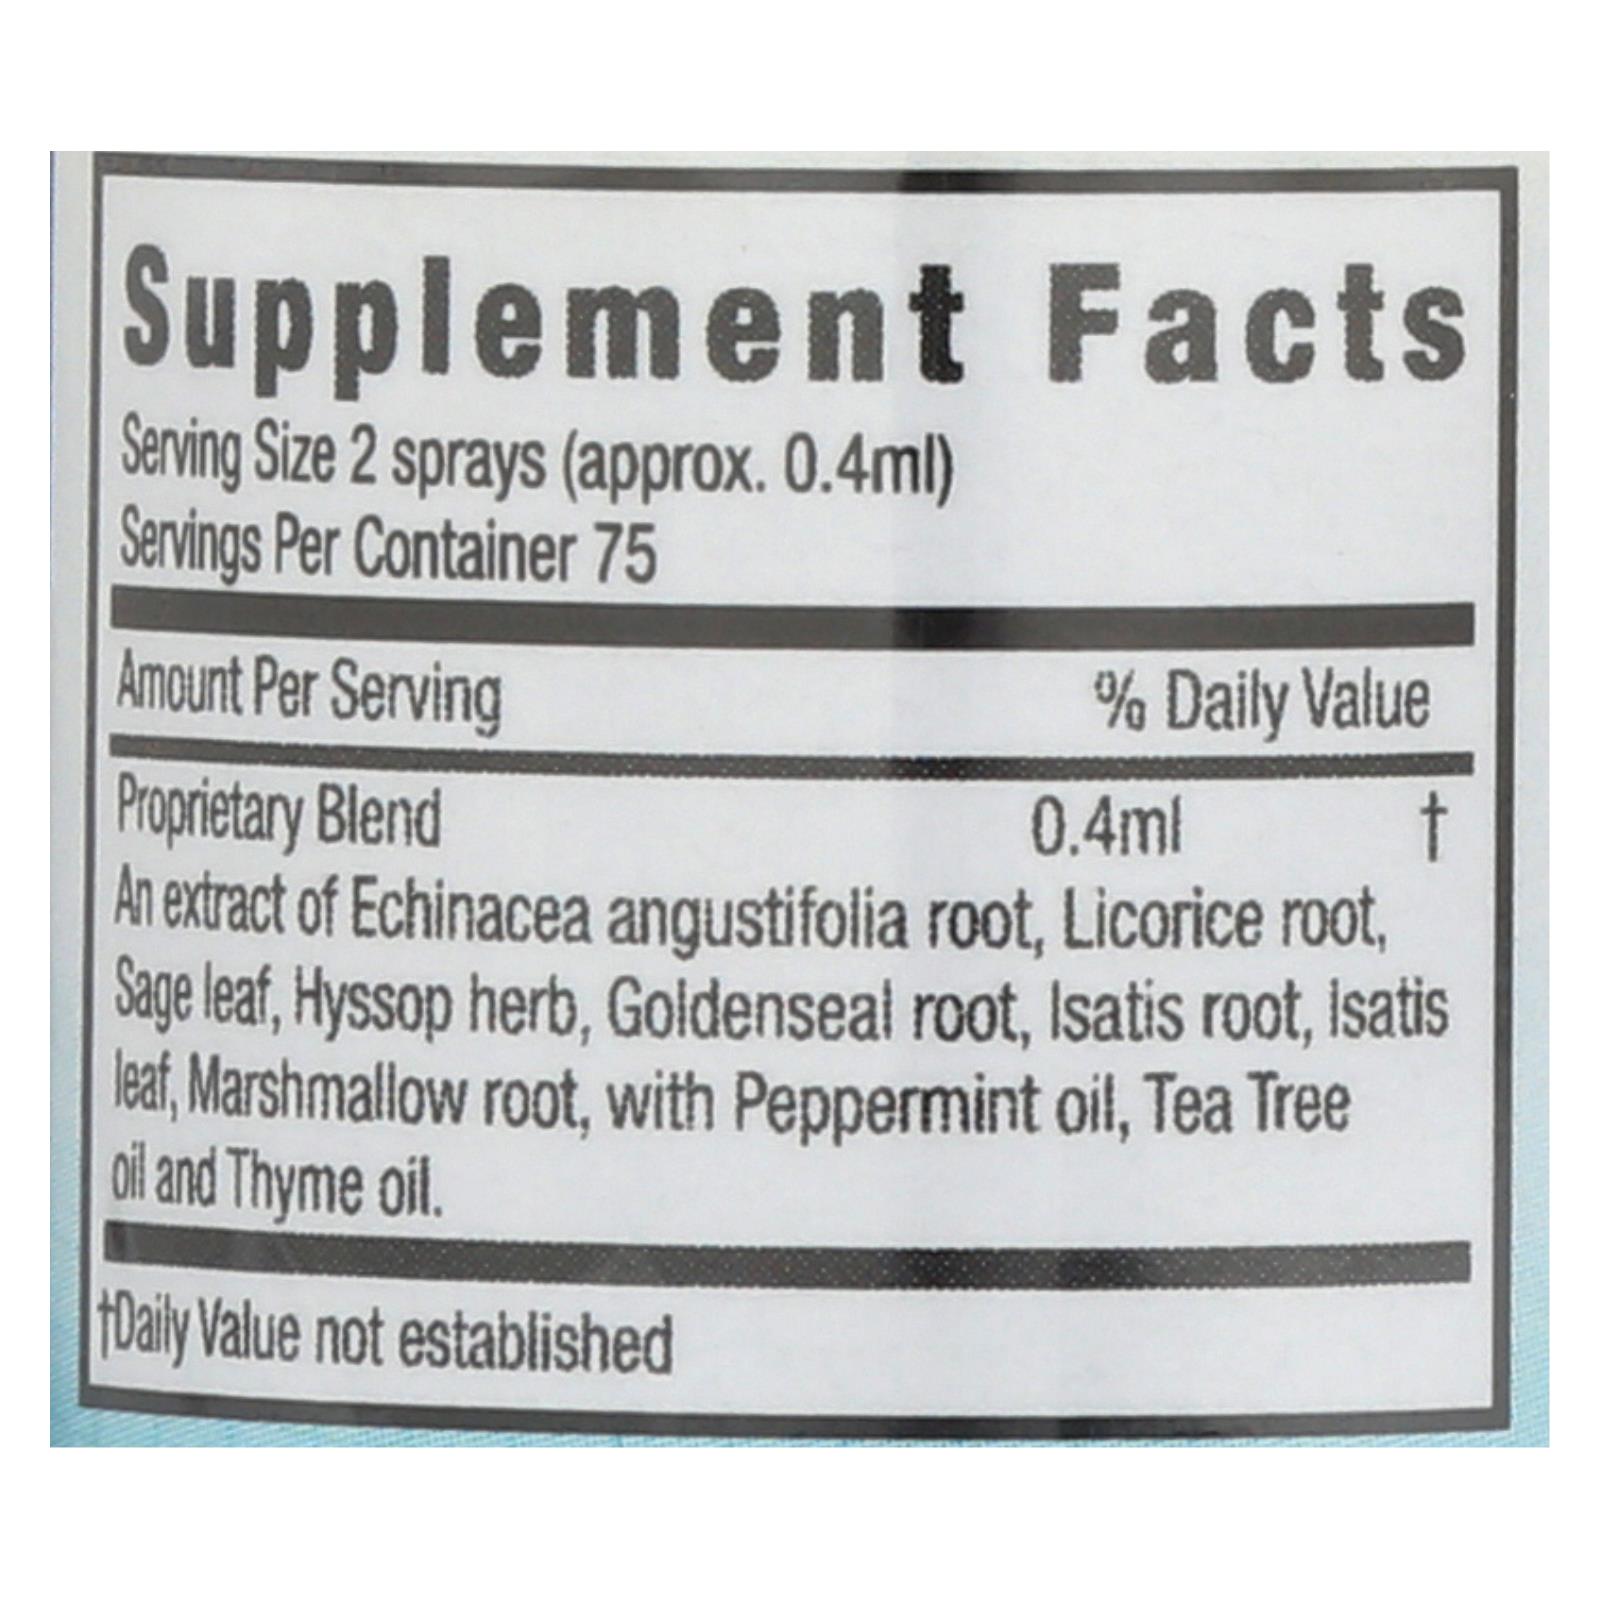 Supplement Facts
Serving Size 2 sprays (approx. 0.4ml)
Servings Per Container 75
Amount Per Serving % Daily Value
Proprietary Blend 0.4ml †
An extract of Echinacea angustifolia root, Licorice root,
Sage leaf, Hyssop herb, Goldenseal root, Isatis root, Isatis
leaf, Marshmallow root, with Peppermint oil, Tea Tree
oil and Thyme oil.
†Daily Value not established